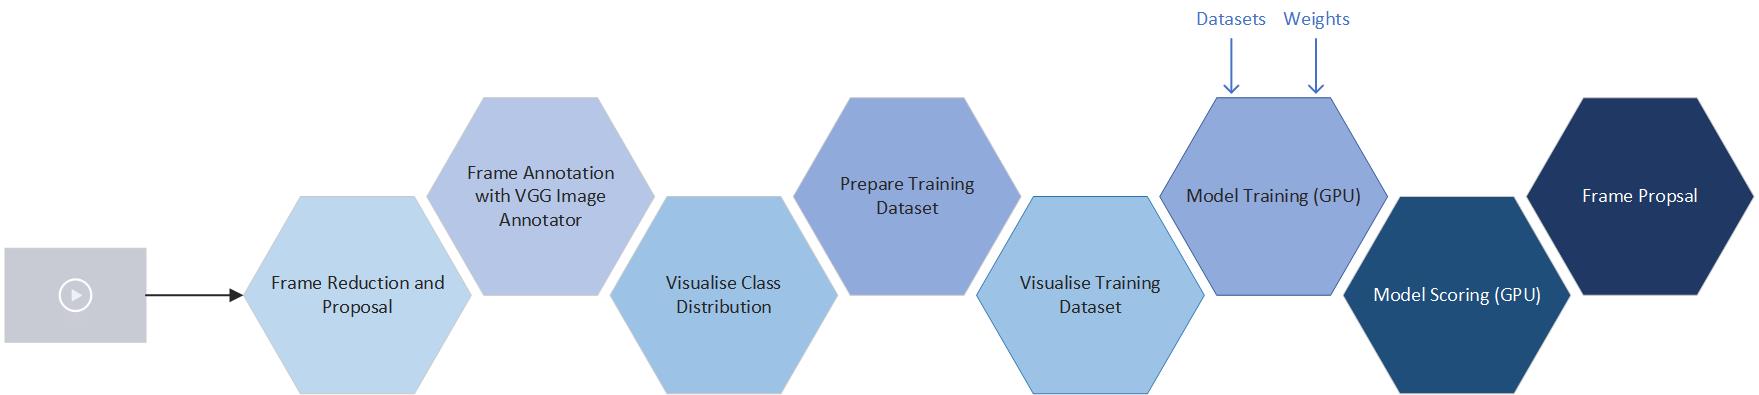 Datasets Weights
Frame Annotation
with VGG Image
Annotator
Prepare Training
Dataset
Model Training (GPU)
Frame Propsal
Frame Reduction and
Proposal
Visualise Class
Distribution
Visualise Training
Dataset
Model Scoring (GPU)